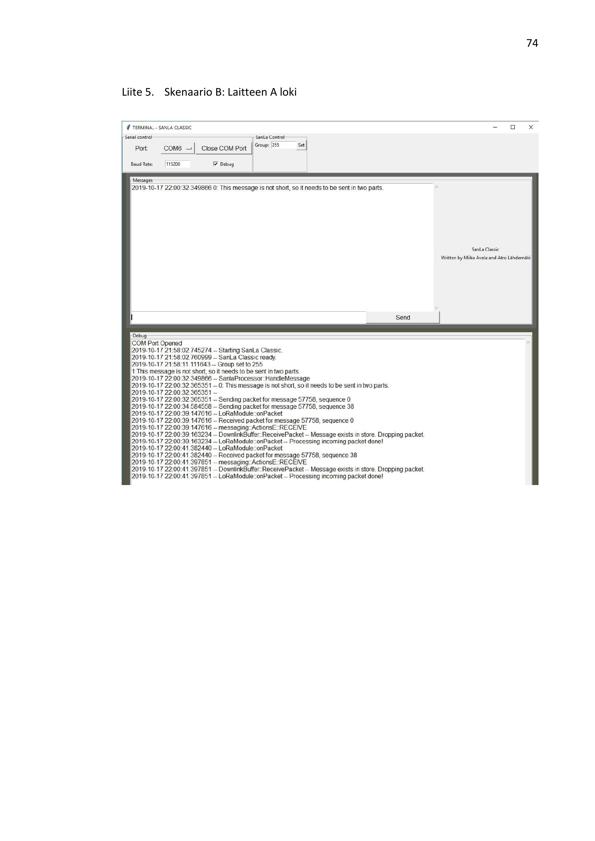 74
Liite 5. Skenaario B: Laitteen A loki
TERMINAL -- SANLA CLASSIC
Serial control
SanLa Control
Port: COM6 Close COM Port
Group: 255 Set
Baud Rate: 115200 Debug
Messages
2019-10-17 22:00:32.349866 0: This message is not short, so it needs to be sent in two parts.
SanLa Classic
Written by Miika Avela and Atro Lähdemäki
Send
Debug
COM Port Opened
2019-10-17 21:58:02.745274 -- Starting SanLa Classic.
2019-10-17 21:58:02.760999 -- SanLa Classic ready.
2019-10-17 21:58:11.111643 -- Group set to 255
1 This message is not short, so it needs to be sent in two parts.
2019-10-17 22:00:32.349866 -- SanlaProcessor::HandleMessage
2019-10-17 22:00:32.365351 -- 0: This message is not short, so it needs to be sent in two parts.
2019-10-17 22:00:32.365351 --
2019-10-17 22:00:32.365351 -- Sending packet for message 57758, sequence 0
2019-10-17 22:00:34.584558 -- Sending packet for message 57758, sequence 38
2019-10-17 22:00:39.147616 -- LoRaModule::onPacket
2019-10-17 22:00:39.147616 -- Received packet for message 57758, sequence 0
2019-10-17 22:00:39.147616 -- messaging::ActionsE::RECEIVE
2019-10-17 22:00:39.163234 -- DownlinkBuffer::ReceivePacket -- Message exists in store. Dropping packet.
2019-10-17 22:00:39.163234 -- LoRaModule::onPacket -- Processing incoming packet done!
2019-10-17 22:00:41.382440 -- LoRaModule::onPacket
2019-10-17 22:00:41.382440 -- Received packet for message 57758, sequence 38
2019-10-17 22:00:41.397851 -- messaging::ActionsE::RECEIVE
2019-10-17 22:00:41.397851 -- DownlinkBuffer::ReceivePacket -- Message exists in store. Dropping packet.
2019-10-17 22:00:41.397851 -- LoRaModule::onPacket -- Processing incoming packet done!